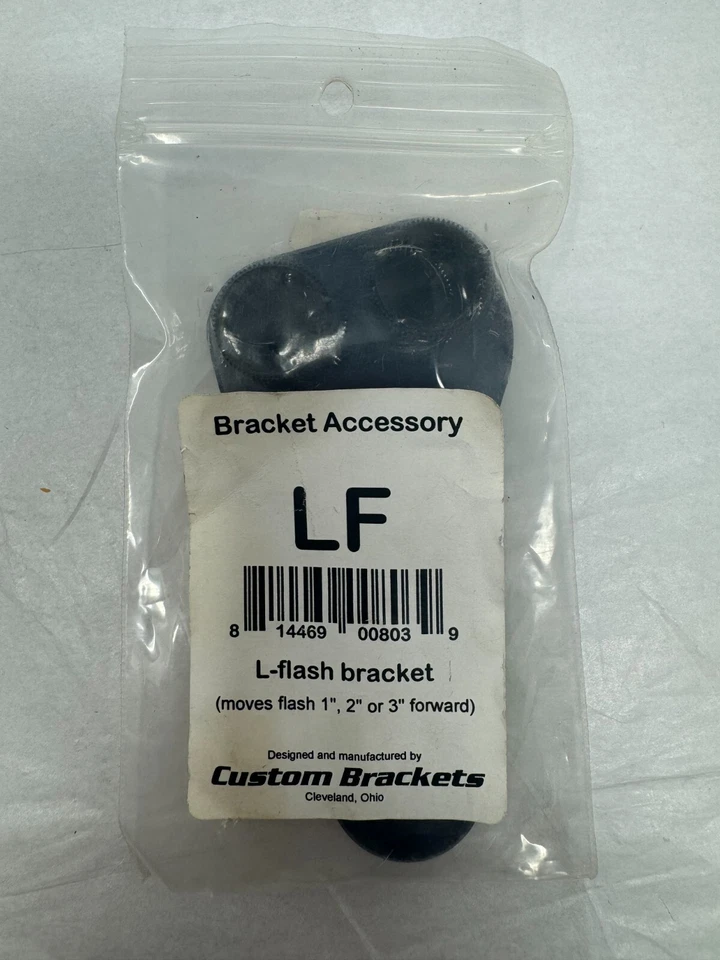 Bracket Accessory
LF
8 14469 00803 9
L-flash bracket
(moves flash 1", 2" or 3" forward)
Designed and manufactured by
Custom Brackets
Cleveland, Ohio